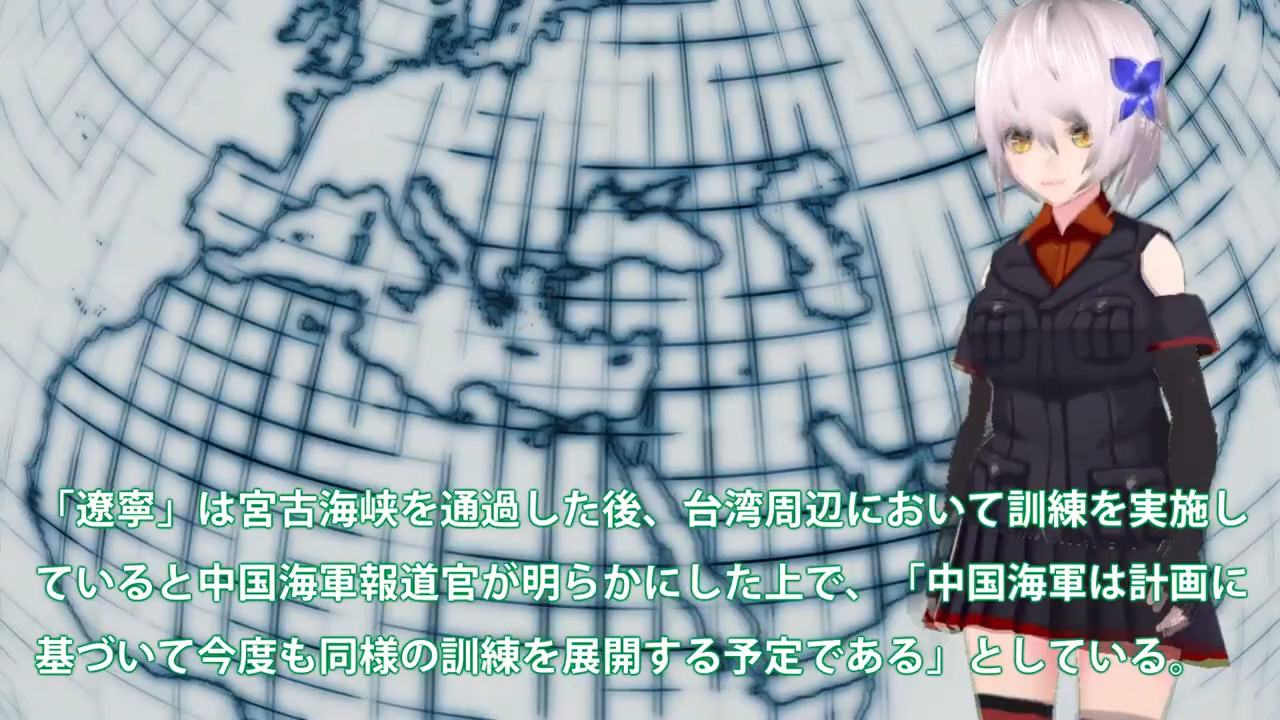 「遼寧」は宮古海峡を通過した後、台湾周辺において訓練を実施し
ていると中国海軍報道官が明らかにした上で、「中国海軍は計画に
基づいて今度も同様の訓練を展開する予定である」としている。